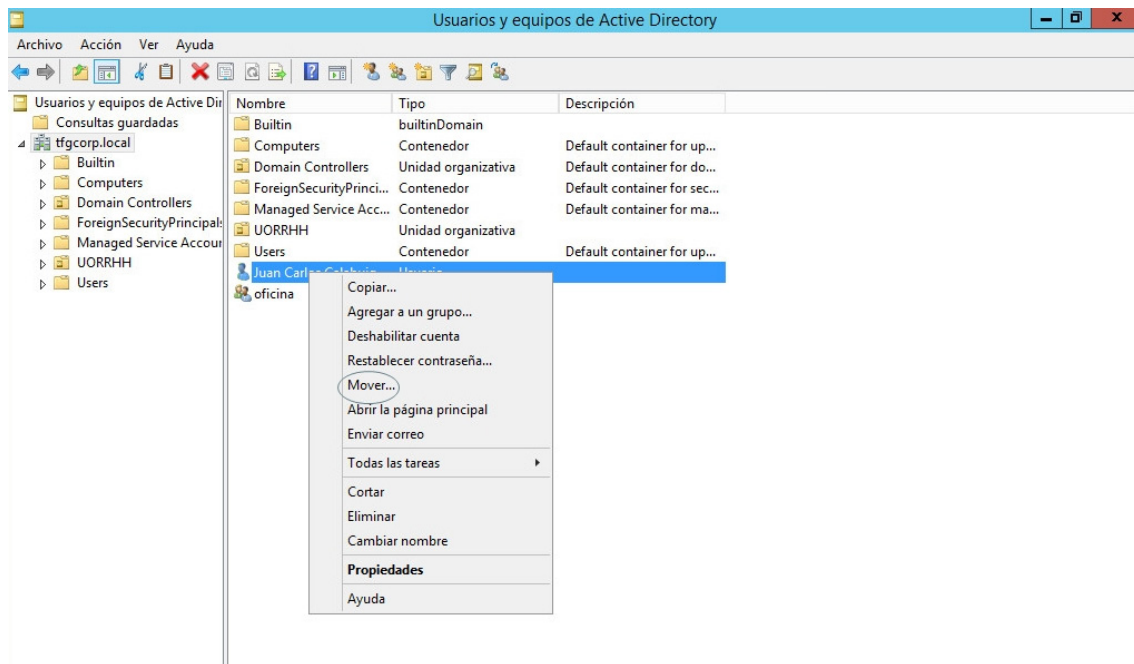 Usuarios y equipos de Active Directory
Archivo Acción Ver Ayuda
Usuarios y equipos de Active Dir
Consultas guardadas
tfgcorp.local
Builtin
Computers
Domain Controllers
ForeignSecurityPrincipals
Managed Service Accour
UORRHH
Users
Nombre Tipo Descripción
Builtin builtinDomain
Computers Contenedor Default container for up...
Domain Controllers Unidad organizativa Default container for do...
ForeignSecurityPrinci... Contenedor Default container for sec...
Managed Service Acc... Contenedor Default container for ma...
UORRHH Unidad organizativa
Users Contenedor Default container for up...
Juan Carlos
oficina
Copiar...
Agregar a un grupo...
Deshabilitar cuenta
Restablecer contraseña...
Mover...
Abrir la página principal
Enviar correo
Todas las tareas
Cortar
Eliminar
Cambiar nombre
Propiedades
Ayuda